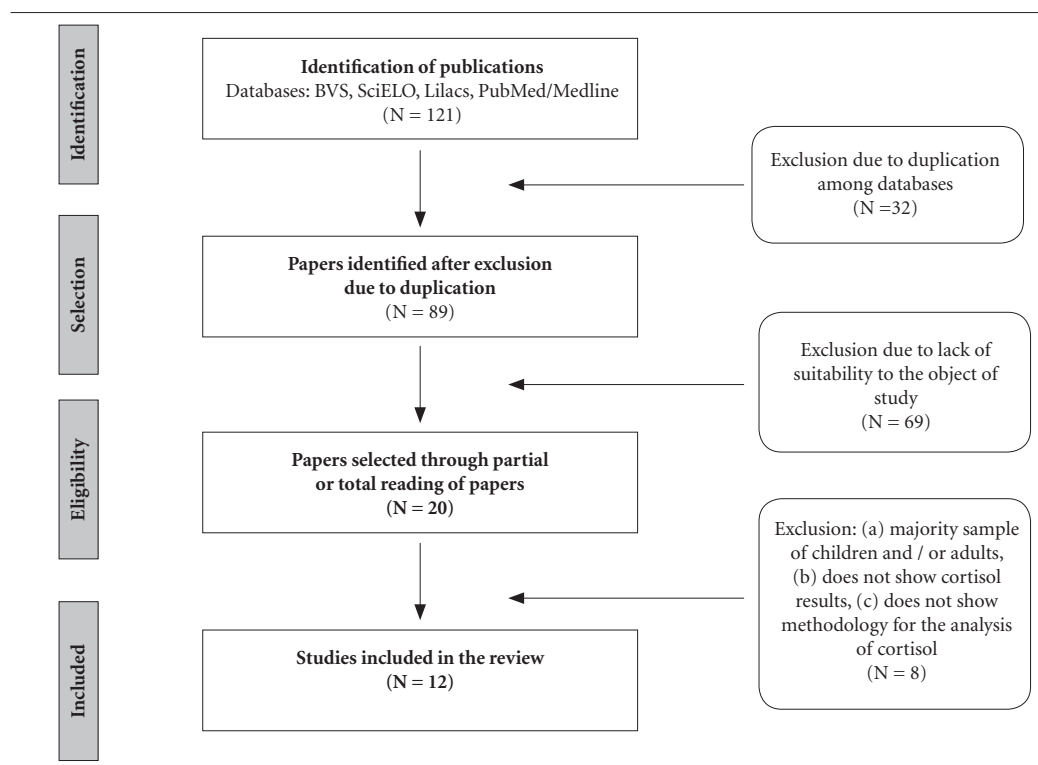 Identification
Identification of publications
Databases: BVS, SciELO, Lilacs, PubMed/Medline
(N = 121)
Exclusion due to duplication
among databases
(N =32)
Selection
Papers identified after exclusion
due to duplication
(N = 89)
Exclusion due to lack of
suitability to the object of
study
(N = 69)
Eligibility
Papers selected through partial
or total reading of papers
(N = 20)
Exclusion: (a) majority sample
of children and / or adults,
(b) does not show cortisol
results, (c) does not show
methodology for the analysis
of cortisol
(N = 8)
Included
Studies included in the review
(N = 12)